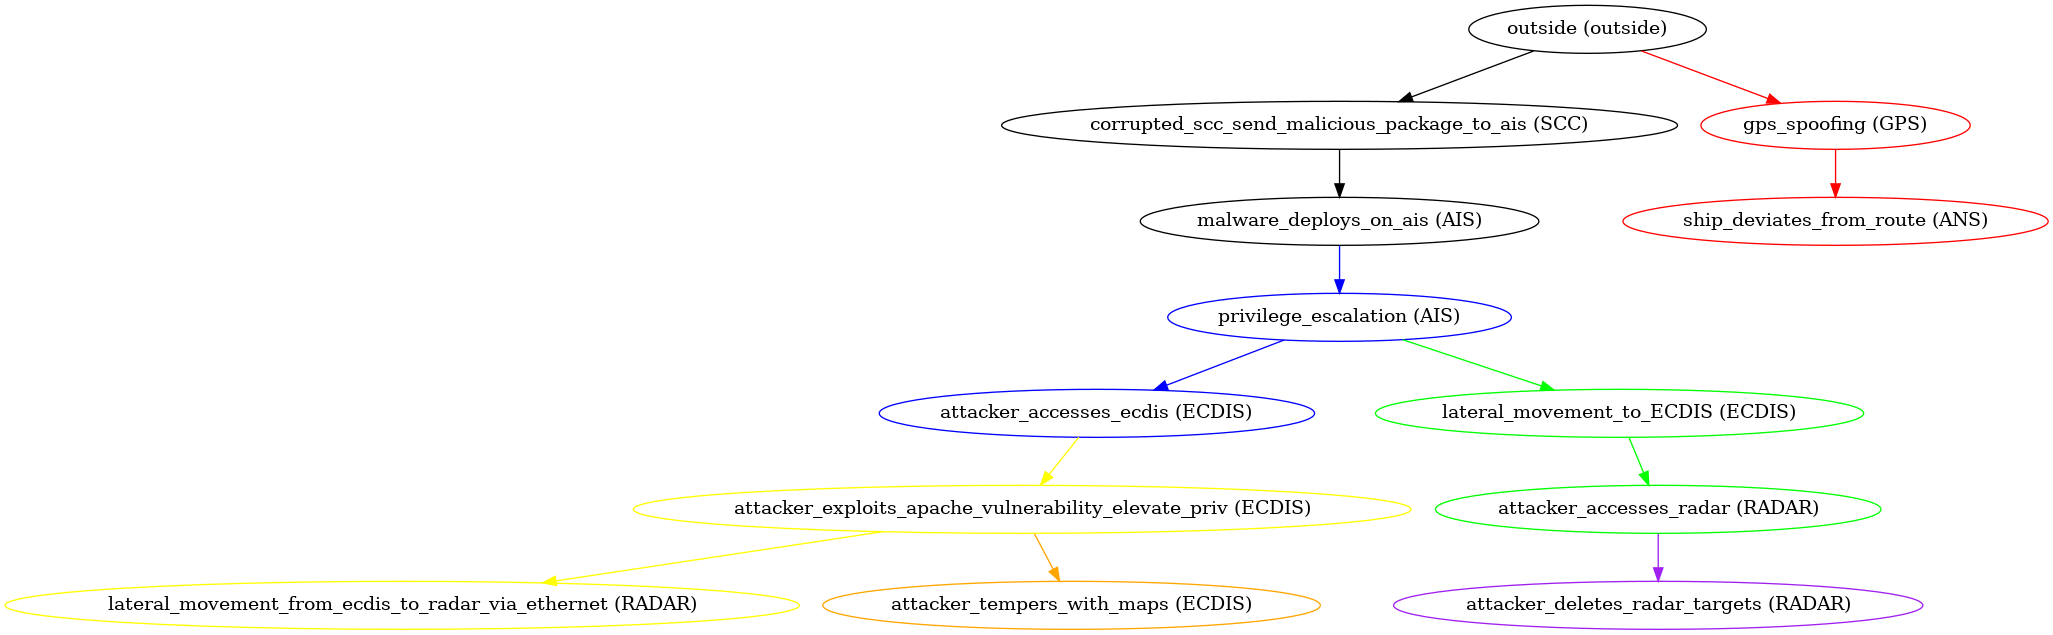 outside (outside)
corrupted_scc_send_malicious_package_to_ais (SCC)
gps_spoofing (GPS)
malware_deploys_on_ais (AIS)
ship_deviates_from_route (ANS)
privilege_escalation (AIS)
attacker_accesses_ecdis (ECDIS)
lateral_movement_to_ECDIS (ECDIS)
attacker_exploits_apache_vulnerability_elevate_priv (ECDIS)
attacker_accesses_radar (RADAR)
lateral_movement_from_ecdis_to_radar_via_ethernet (RADAR)
attacker_tempers_with_maps (ECDIS)
attacker_deletes_radar_targets (RADAR)